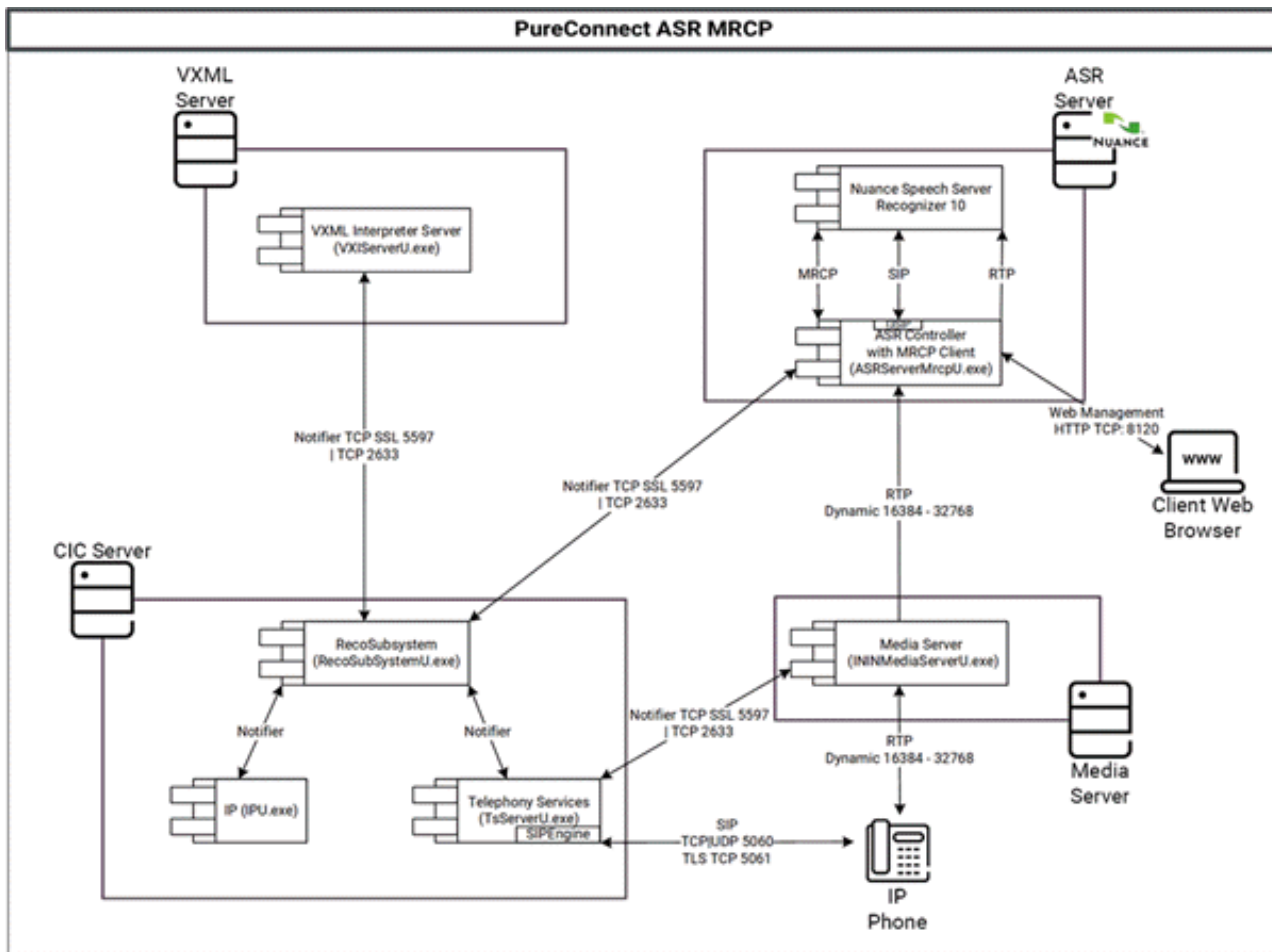 PureConnect ASR MRCP
VXML
Server
ASR
Server
NUANCE
VXML Interpreter Server
(VXIServerU.exe)
Nuance Speech Server
Recognizer 10
MRCP
SIP
RTP
ASR Controller
with MRCP Client
(ASRServerMrcpU.exe)
Notifier TCP SSL 5597
| TCP 2633
Notifier TCP SSL 5597
| TCP 2633
Web Management
HTTP TCP: 8120
www
Client Web
Browser
RTP
Dynamic 16384 - 32768
CIC Server
RecoSubsystem
(RecoSubSystemU.exe)
Media Server
(ININMediaServerU.exe)
Notifier
Notifier
Notifier TCP SSL 5597
| TCP 2633
RTP
Dynamic 16384 - 32768
Media
Server
IP (IPU.exe)
Telephony Services
(TsServerU.exe)
SIPEngine
SIP
TCP|UDP 5060
TLS TCP 5061
IP
Phone